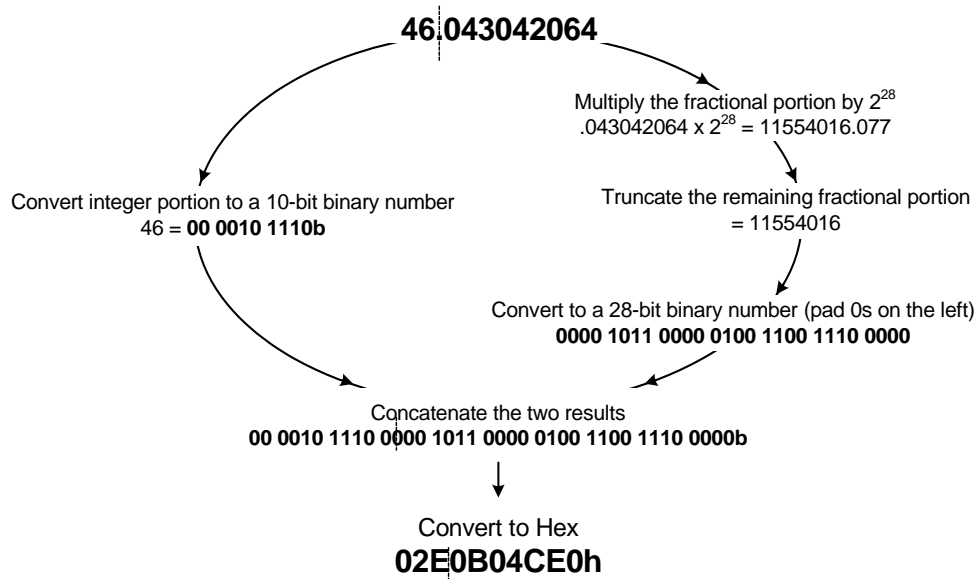 46.043042064
Multiply the fractional portion by 2^28
.043042064 x 2^28 = 11554016.077
Convert integer portion to a 10-bit binary number
46 = 00 0010 1110b
Truncate the remaining fractional portion
= 11554016
Convert to a 28-bit binary number (pad 0s on the left)
0000 1011 0000 0100 1100 1110 0000
Concatenate the two results
00 0010 1110 0000 1011 0000 0100 1100 1110 0000b
Convert to Hex
02E0B04CE0h